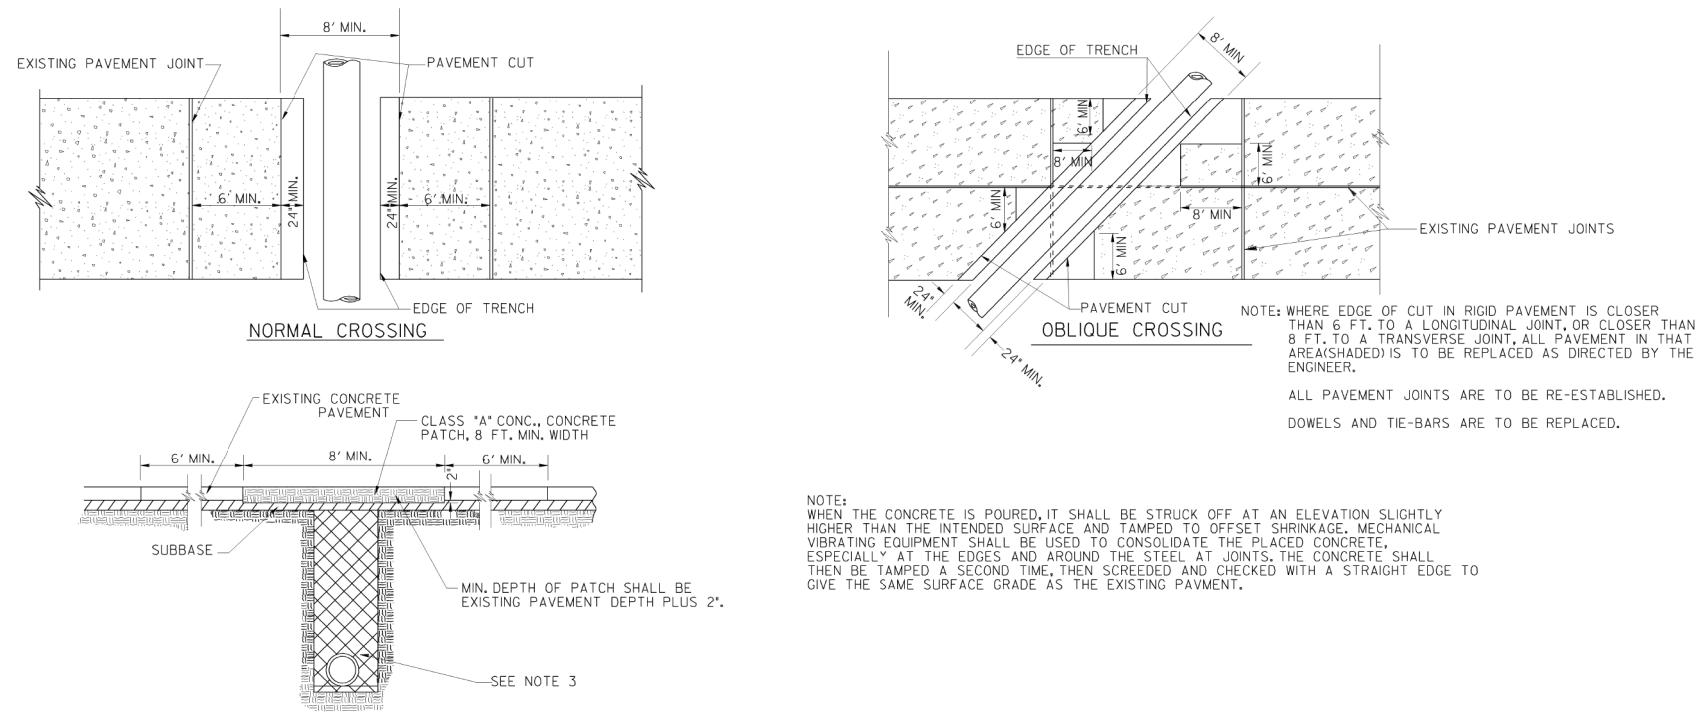 8' MIN.
EXISTING PAVEMENT JOINT
PAVEMENT CUT
6' MIN.
24" MIN.
24" MIN.
6' MIN.
EDGE OF TRENCH
NORMAL CROSSING
EDGE OF TRENCH
8' MIN
6' MIN
8' MIN
6' MIN
6' MIN
8' MIN
6' MIN
EXISTING PAVEMENT JOINTS
24"
MIN.
PAVEMENT CUT
OBLIQUE CROSSING
24" MIN.
NOTE: WHERE EDGE OF CUT IN RIGID PAVEMENT IS CLOSER
THAN 6 FT. TO A LONGITUDINAL JOINT, OR CLOSER THAN
8 FT. TO A TRANSVERSE JOINT, ALL PAVEMENT IN THAT
AREA(SHADED) IS TO BE REPLACED AS DIRECTED BY THE
ENGINEER.
ALL PAVEMENT JOINTS ARE TO BE RE-ESTABLISHED.
DOWELS AND TIE-BARS ARE TO BE REPLACED.
EXISTING CONCRETE
PAVEMENT
CLASS "A" CONC., CONCRETE
PATCH, 8 FT. MIN. WIDTH
6' MIN.
8' MIN.
6' MIN.
2"
SUBBASE
MIN. DEPTH OF PATCH SHALL BE
EXISTING PAVEMENT DEPTH PLUS 2".
SEE NOTE 3
NOTE:
WHEN THE CONCRETE IS POURED, IT SHALL BE STRUCK OFF AT AN ELEVATION SLIGHTLY
HIGHER THAN THE INTENDED SURFACE AND TAMPED TO OFFSET SHRINKAGE. MECHANICAL
VIBRATING EQUIPMENT SHALL BE USED TO CONSOLIDATE THE PLACED CONCRETE,
ESPECIALLY AT THE EDGES AND AROUND THE STEEL AT JOINTS. THE CONCRETE SHALL
THEN BE TAMPED A SECOND TIME, THEN SCREEDED AND CHECKED WITH A STRAIGHT EDGE TO
GIVE THE SAME SURFACE GRADE AS THE EXISTING PAVMENT.